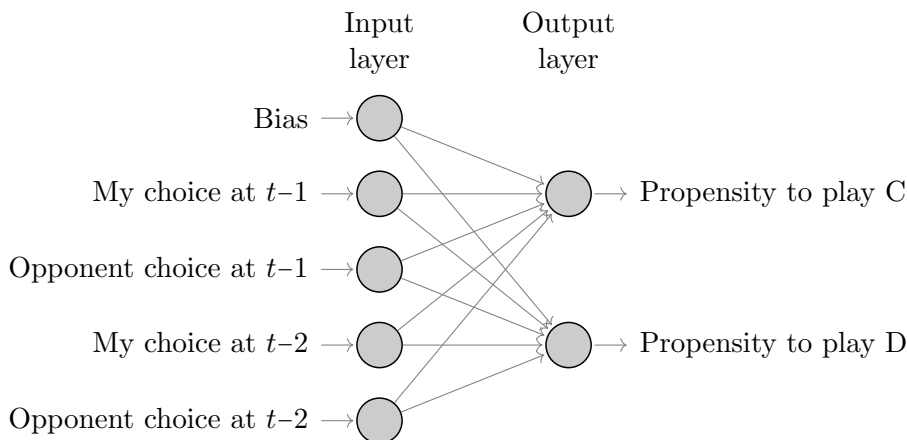 Input
layer
Output
layer
Bias
My choice at t–1
Propensity to play C
Opponent choice at t–1
My choice at t–2
Propensity to play D
Opponent choice at t–2